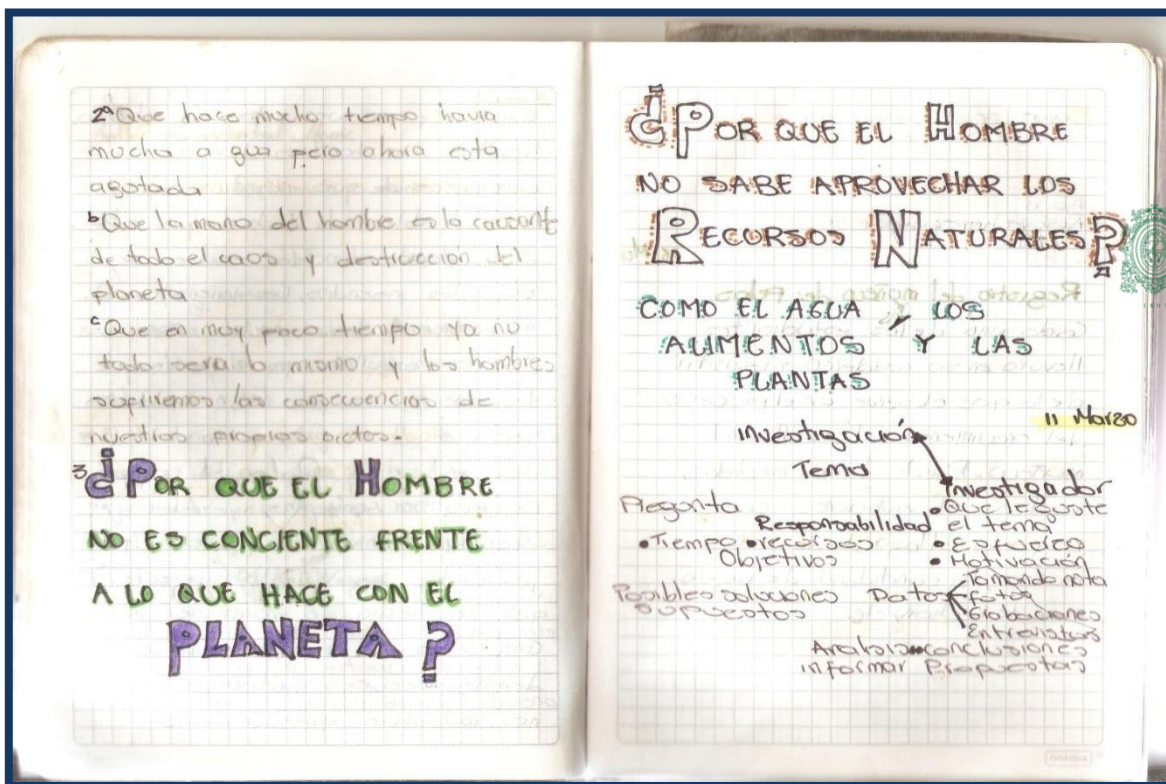 2ª Que hace mucho tiempo havia
mucha agua pero ahora esta
agotada
b Que la mano del hombre es la causante
de todo el caos y destruccion del
planeta
c Que en muy poco tiempo ya no
todo sera lo mismo y los hombres
sufriremos las consecuencias de
nuestros propios actos.
3 ¿POR QUE EL HOMBRE
NO ES CONCIENTE FRENTE
A LO QUE HACE CON EL
PLANETA?
¿POR QUE EL HOMBRE
NO SABE APROVECHAR LOS
RECURSOS NATURALES?
COMO EL AGUA, LOS
ALIMENTOS Y LAS
PLANTAS
11 Marzo
Investigación
Tema
Investigador
Pregunta
• Que le guste
Responsabilidad el tema
• Tiempo • recursos • Esfuerzo
Objetivos • Motivación
Tomando nota
Posibles soluciones Datos fotos
supuestos Grabaciones
Entrevistas
Analisis conclusiones
informar Propuestas
norma